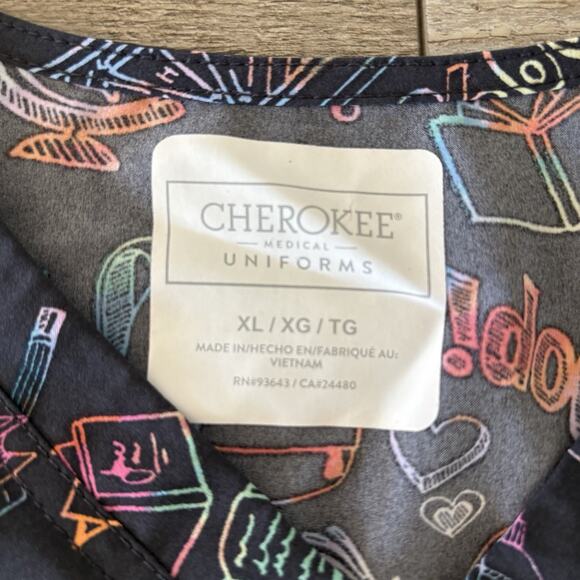 CHEROKEE®
MEDICAL
UNIFORMS
XL / XG / TG
MADE IN/HECHO EN/FABRIQUÉ AU:
VIETNAM
RN#93643 / CA#24480